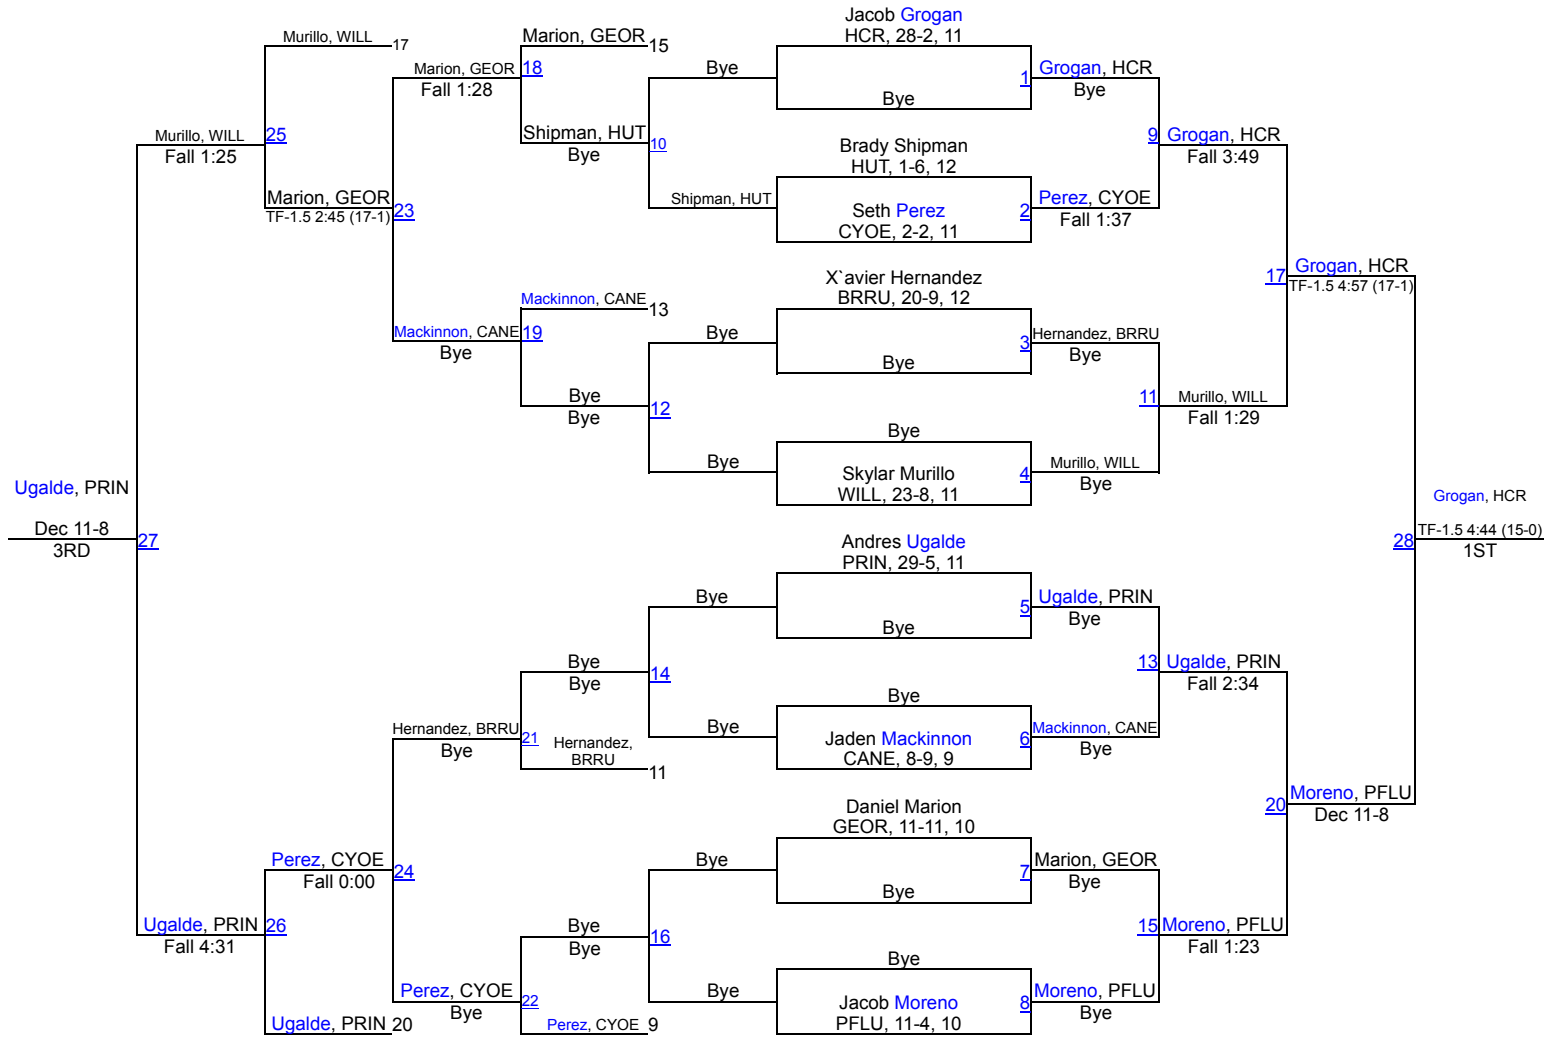 Jacob Grogan
HCR, 28-2, 11
Bye
1
Brady Shipman
HUT, 1-6, 12
Seth Perez
CYOE, 2-2, 11
2
X`avier Hernandez
BRRU, 20-9, 12
Bye
3
Bye
Skylar Murillo
WILL, 23-8, 11
4
Andres Ugalde
PRIN, 29-5, 11
Bye
5
Bye
Jaden Mackinnon
CANE, 8-9, 9
6
Daniel Marion
GEOR, 11-11, 10
Bye
7
Bye
Jacob Moreno
PFLU, 11-4, 10
8
Grogan, HCR
Bye
Perez, CYOE
Fall 1:37
9
Hernandez, BRRU
Bye
Murillo, WILL
Bye
11
Ugalde, PRIN
Bye
Mackinnon, CANE
Bye
13
Marion, GEOR
Bye
Moreno, PFLU
Bye
15
Grogan, HCR
Fall 3:49
Murillo, WILL
Fall 1:29
17
Ugalde, PRIN
Fall 2:34
Moreno, PFLU
Fall 1:23
20
Grogan, HCR
TF-1.5 4:57 (17-1)
Moreno, PFLU
Dec 11-8
28
Grogan, HCR
TF-1.5 4:44 (15-0)
1ST
Bye
Shipman, HUT
10
Bye
Bye
12
Bye
Bye
14
Bye
Bye
16
Marion, GEOR
15
Shipman, HUT
Bye
18
Mackinnon, CANE
13
Bye
Bye
19
Bye
Bye
21
Hernandez,
BRRU
11
Bye
Bye
22
Perez, CYOE
9
Marion, GEOR
Fall 1:28
Mackinnon, CANE
Bye
23
Hernandez, BRRU
Bye
Perez, CYOE
Bye
24
Murillo, WILL
17
Marion, GEOR
TF-1.5 2:45 (17-1)
25
Perez, CYOE
Fall 0:00
26
Ugalde, PRIN
20
Murillo, WILL
Fall 1:25
Ugalde, PRIN
Fall 4:31
27
Ugalde, PRIN
Dec 11-8
3RD